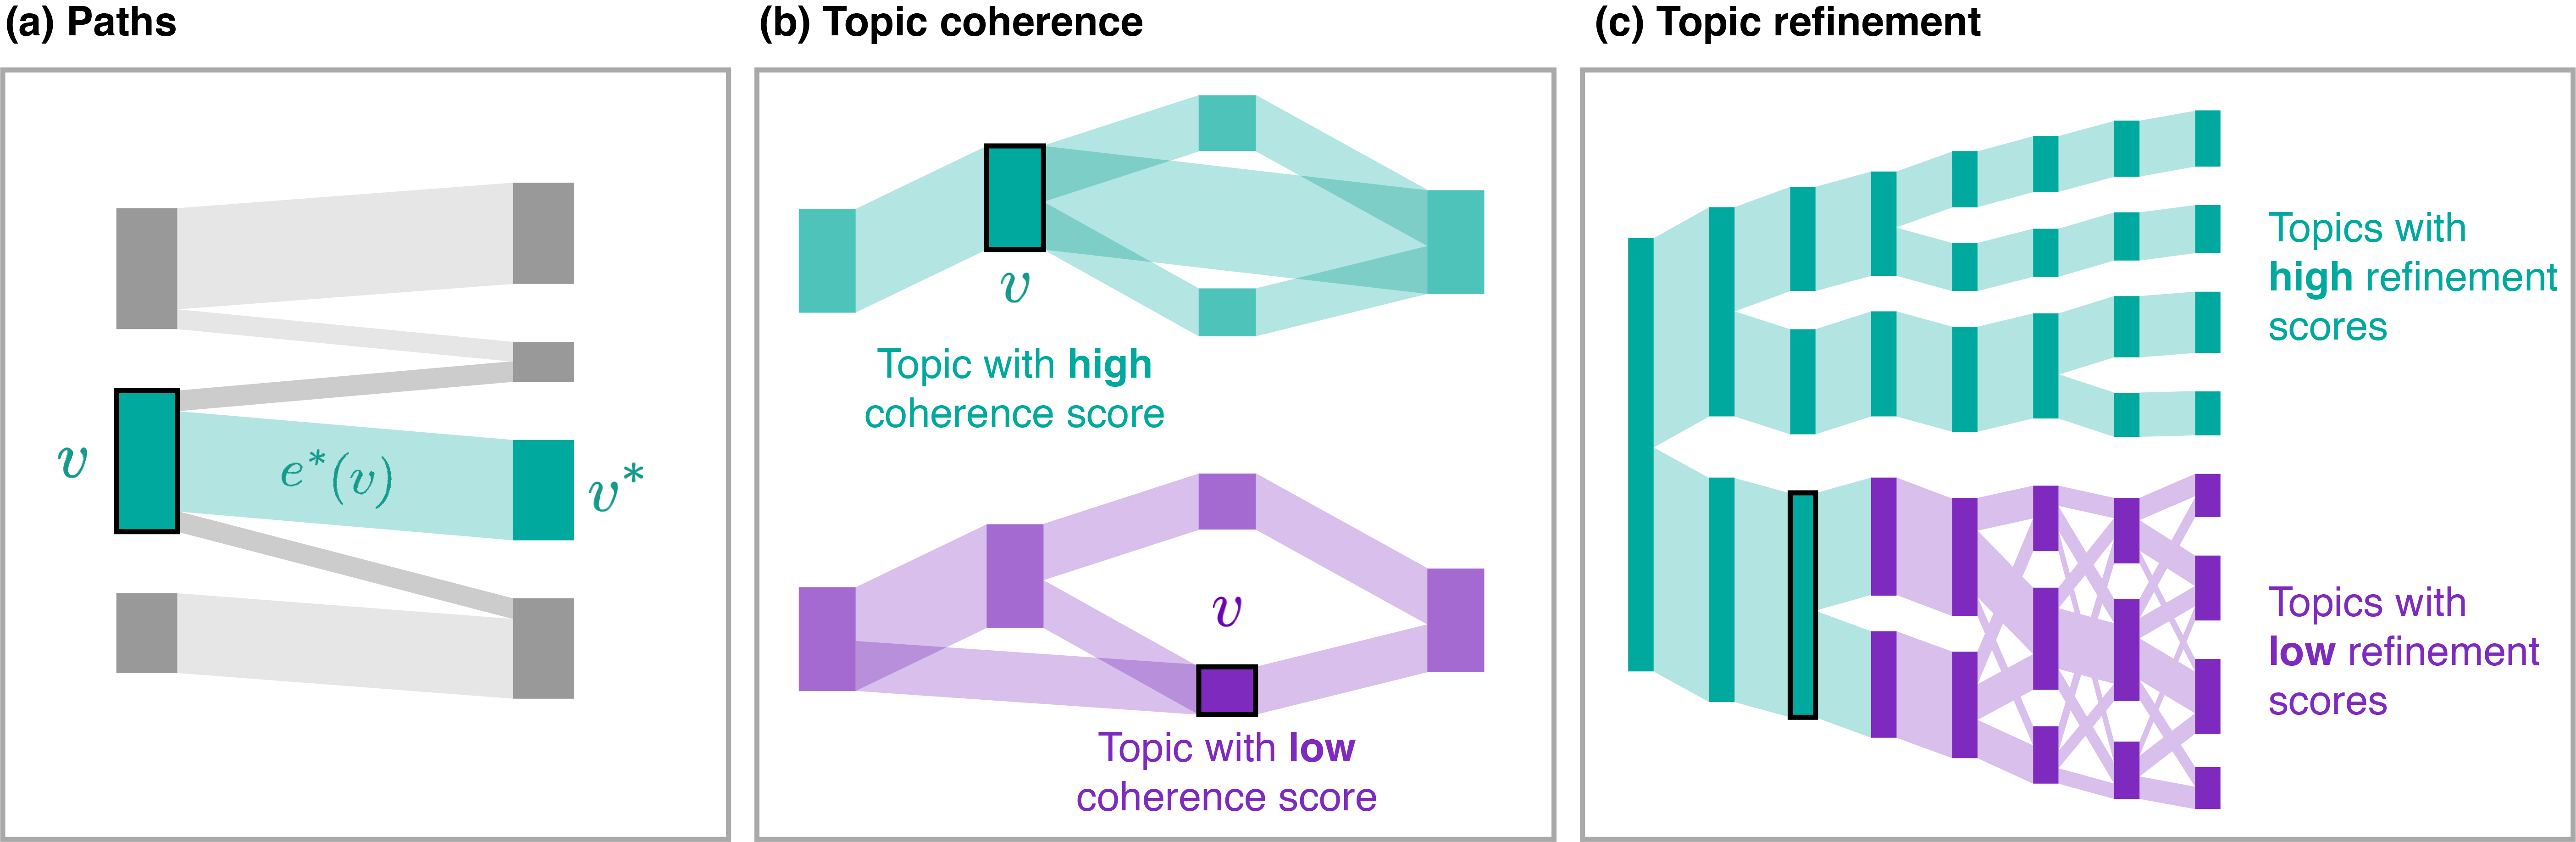 (a) Paths
v
e*(v)
v*
(b) Topic coherence
v
Topic with high
coherence score
v
Topic with low
coherence score
(c) Topic refinement
Topics with
high refinement
scores
Topics with
low refinement
scores